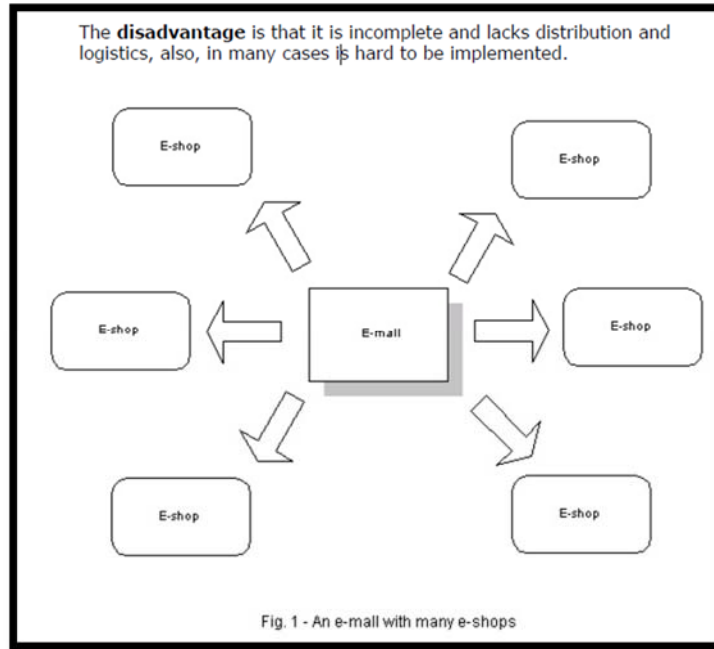 The disadvantage is that it is incomplete and lacks distribution and
logistics, also, in many cases is hard to be implemented.
E-shop
E-shop
E-shop
E-mall
E-shop
E-shop
E-shop
Fig. 1 - An e-mall with many e-shops